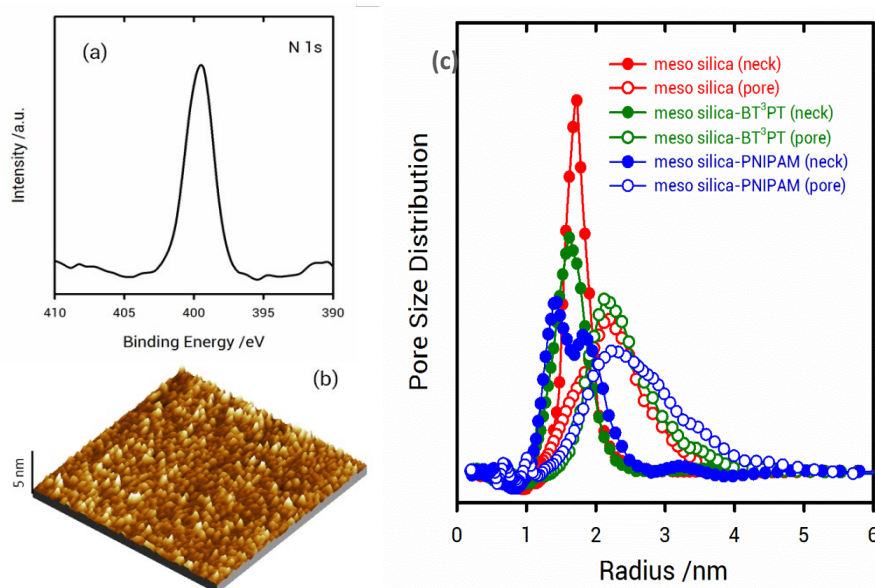 (a)
N 1s
Intensity /a.u.
410 405 400 395 390
Binding Energy /eV
(b)
5 nm
(c)
meso silica (neck)
meso silica (pore)
meso silica-BT³PT (neck)
meso silica-BT³PT (pore)
meso silica-PNIPAM (neck)
meso silica-PNIPAM (pore)
Pore Size Distribution
0 1 2 3 4 5 6
Radius /nm